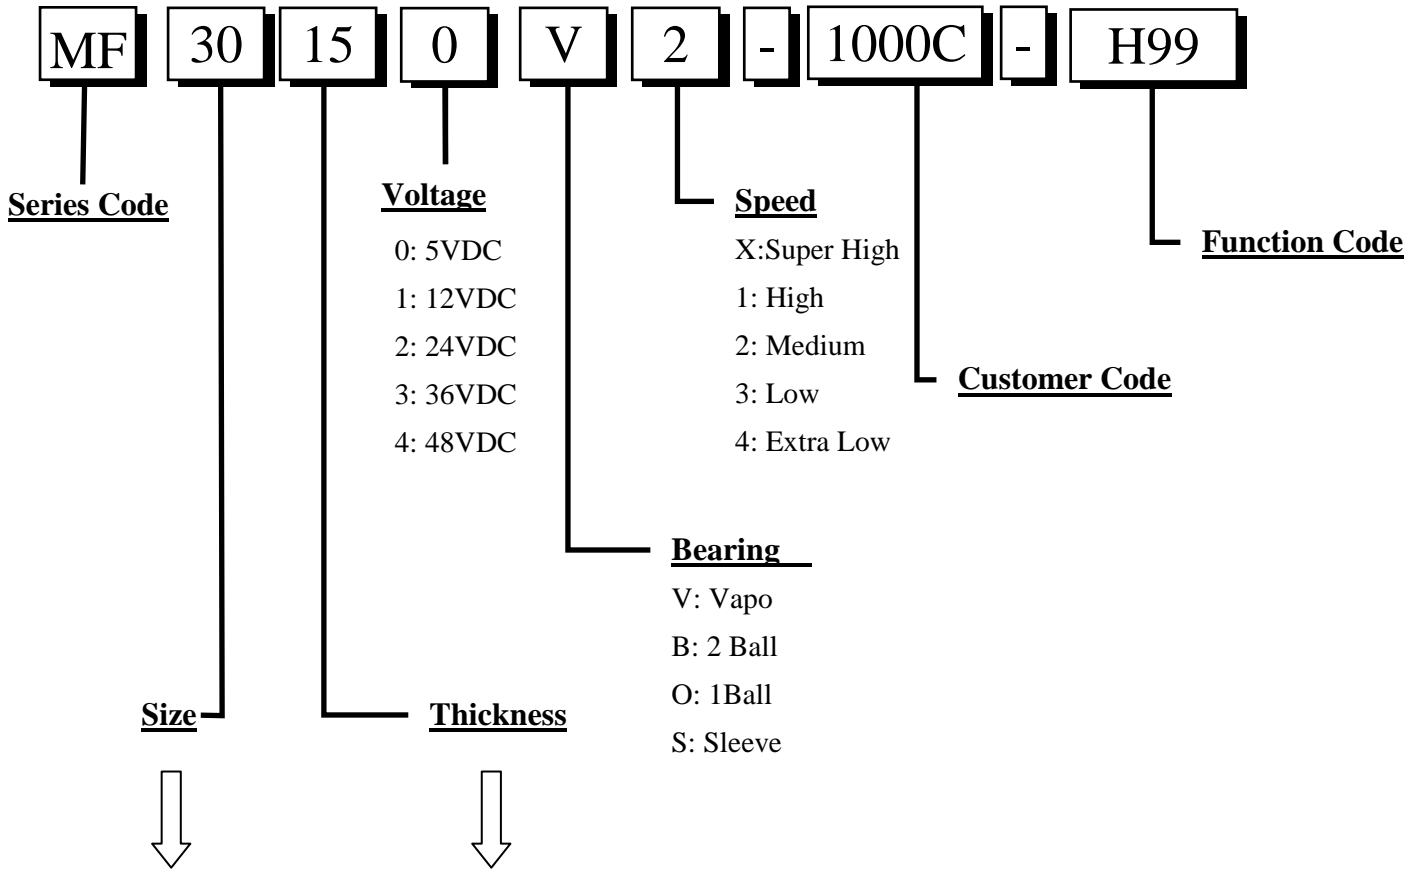 MF 30 15 0 V 2 - 1000C - H99
Series Code
Voltage
0: 5VDC
1: 12VDC
2: 24VDC
3: 36VDC
4: 48VDC
Speed
X:Super High
1: High
2: Medium
3: Low
4: Extra Low
Function Code
Customer Code
Bearing
V: Vapo
B: 2 Ball
O: 1Ball
S: Sleeve
Size
Thickness